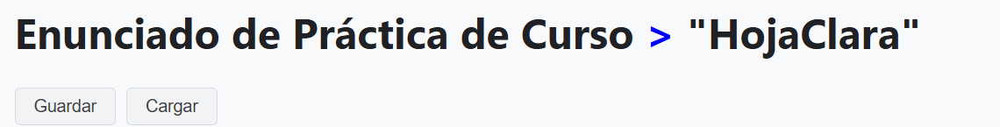 Enunciado de Práctica de Curso > "HojaClara"
Guardar Cargar